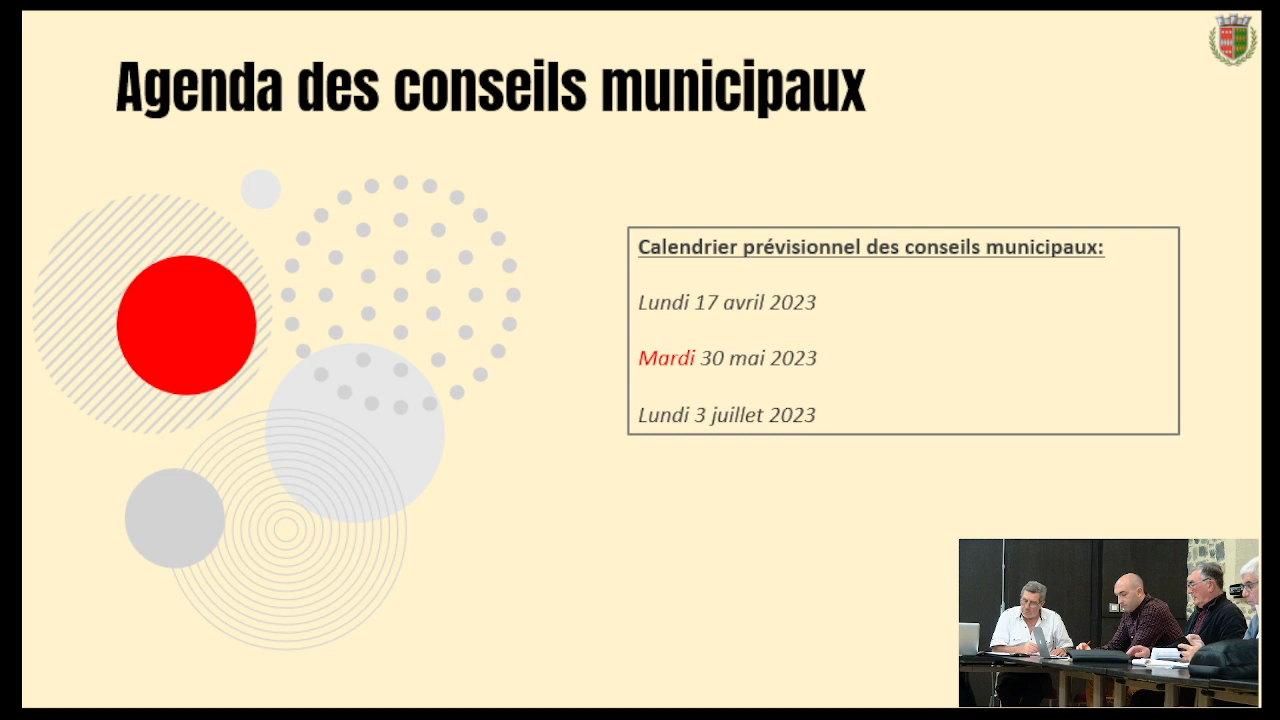 Agenda des conseils municipaux
Calendrier prévisionnel des conseils municipaux:
Lundi 17 avril 2023
Mardi 30 mai 2023
Lundi 3 juillet 2023